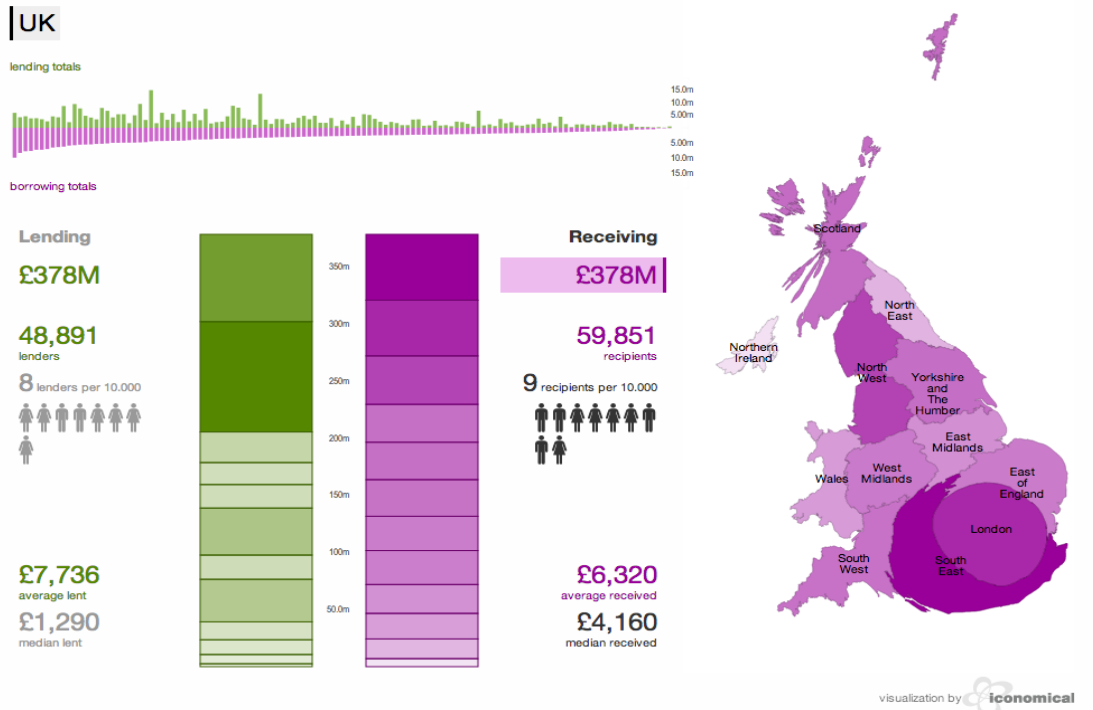 UK
lending totals
15.0m
10.0m
5.00m
5.00m
10.0m
15.0m
borrowing totals
Lending
£378M
48,891
lenders
8 lenders per 10.000
£7,736
average lent
£1,290
median lent
350m
300m
250m
200m
150m
100m
50.0m
Receiving
£378M
59,851
recipients
9 recipients per 10.000
£6,320
average received
£4,160
median received
Scotland
North
East
Northern
Ireland
North
West
Yorkshire
and
The
Humber
East
Midlands
Wales
West
Midlands
East
of
England
London
South
West
South
East
visualization by iconomical